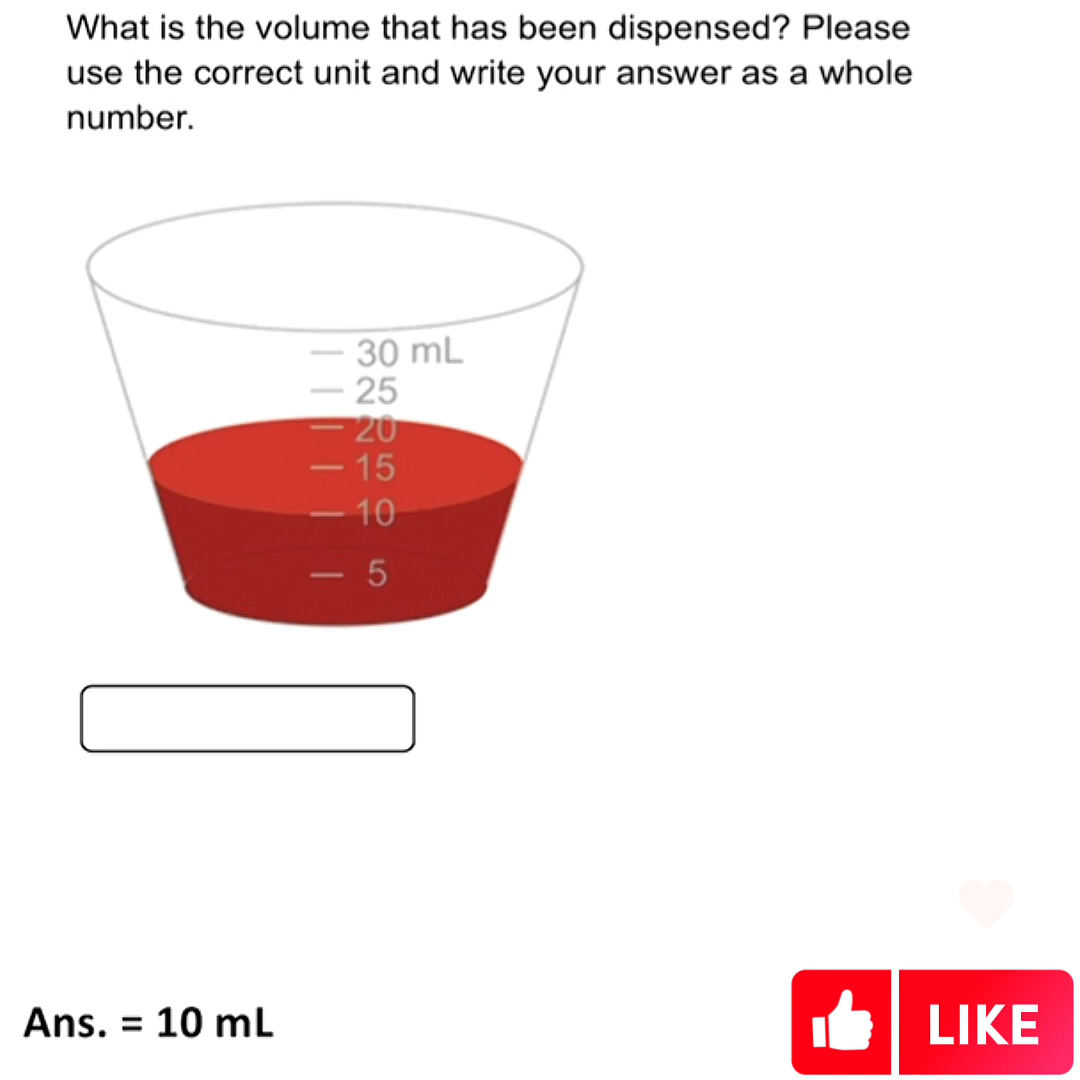 What is the volume that has been dispensed? Please
use the correct unit and write your answer as a whole
number.
— 30 mL
— 25
— 20
— 15
— 10
— 5
Ans. = 10 mL
LIKE